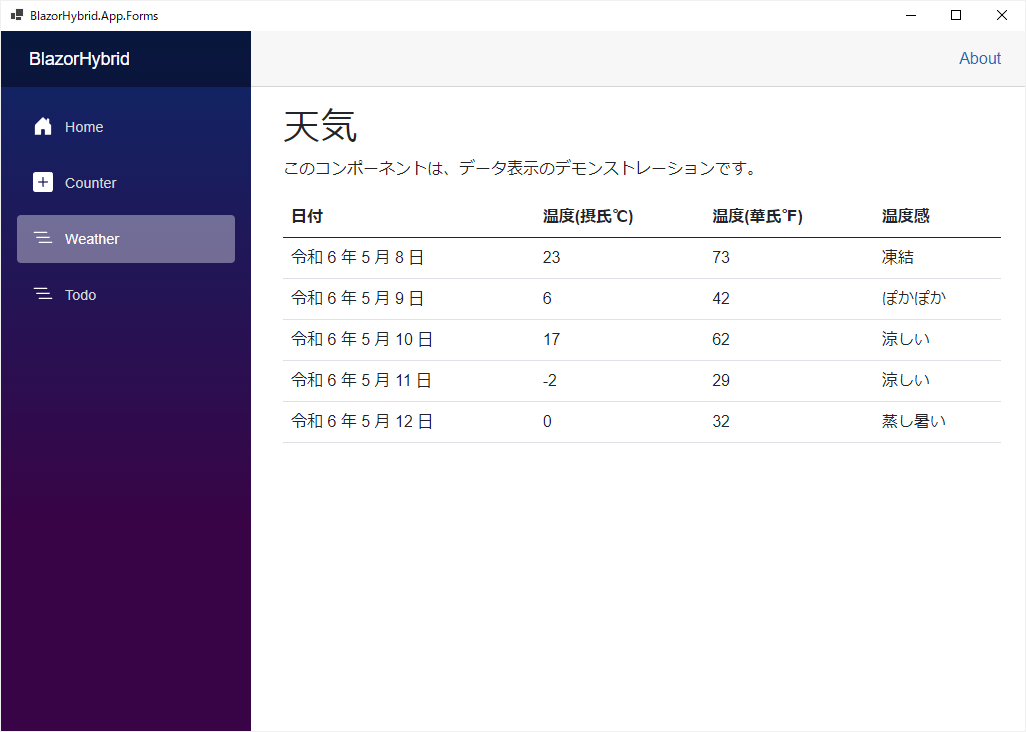 BlazorHybrid.App.Forms
BlazorHybrid
About
Home
Counter
Weather
Todo
天気
このコンポーネントは、データ表示のデモンストレーションです。
日付 温度(摂氏℃) 温度(華氏℉) 温度感
令和 6 年 5 月 8 日 23 73 凍結
令和 6 年 5 月 9 日 6 42 ぽかぽか
令和 6 年 5 月 10 日 17 62 涼しい
令和 6 年 5 月 11 日 -2 29 涼しい
令和 6 年 5 月 12 日 0 32 蒸し暑い